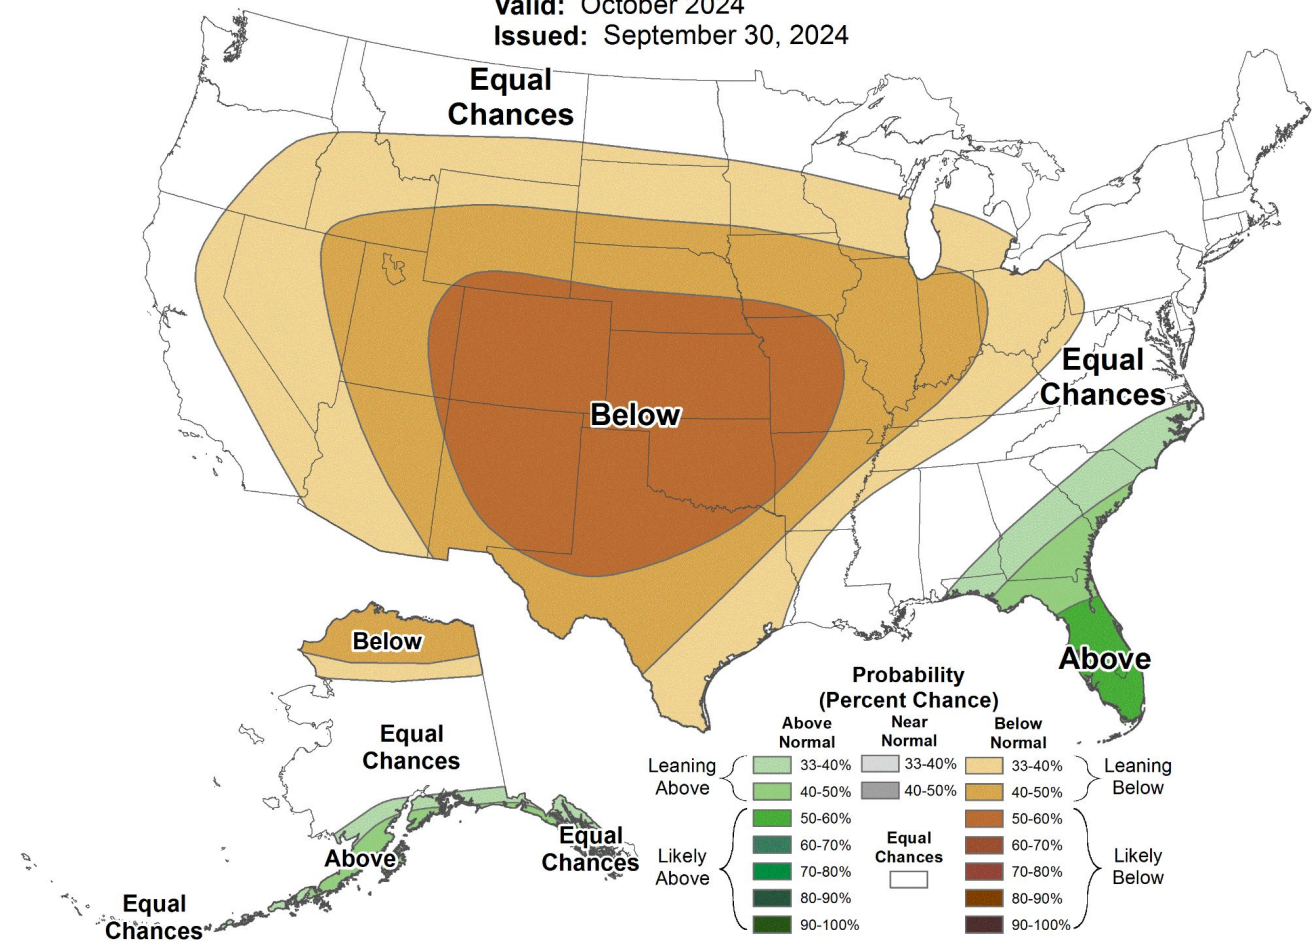 Valid: October 2024
Issued: September 30, 2024
Equal
Chances
Equal
Chances
Below
Above
Below
Equal
Chances
Above
Equal
Chances
Equal
Chances
Probability
(Percent Chance)
Above
Normal
Near
Normal
Below
Normal
Leaning
Above
33-40%
33-40%
33-40%
40-50%
40-50%
40-50%
Leaning
Below
Likely
Above
50-60%
50-60%
60-70%
60-70%
70-80%
70-80%
80-90%
80-90%
90-100%
90-100%
Equal
Chances
Likely
Below